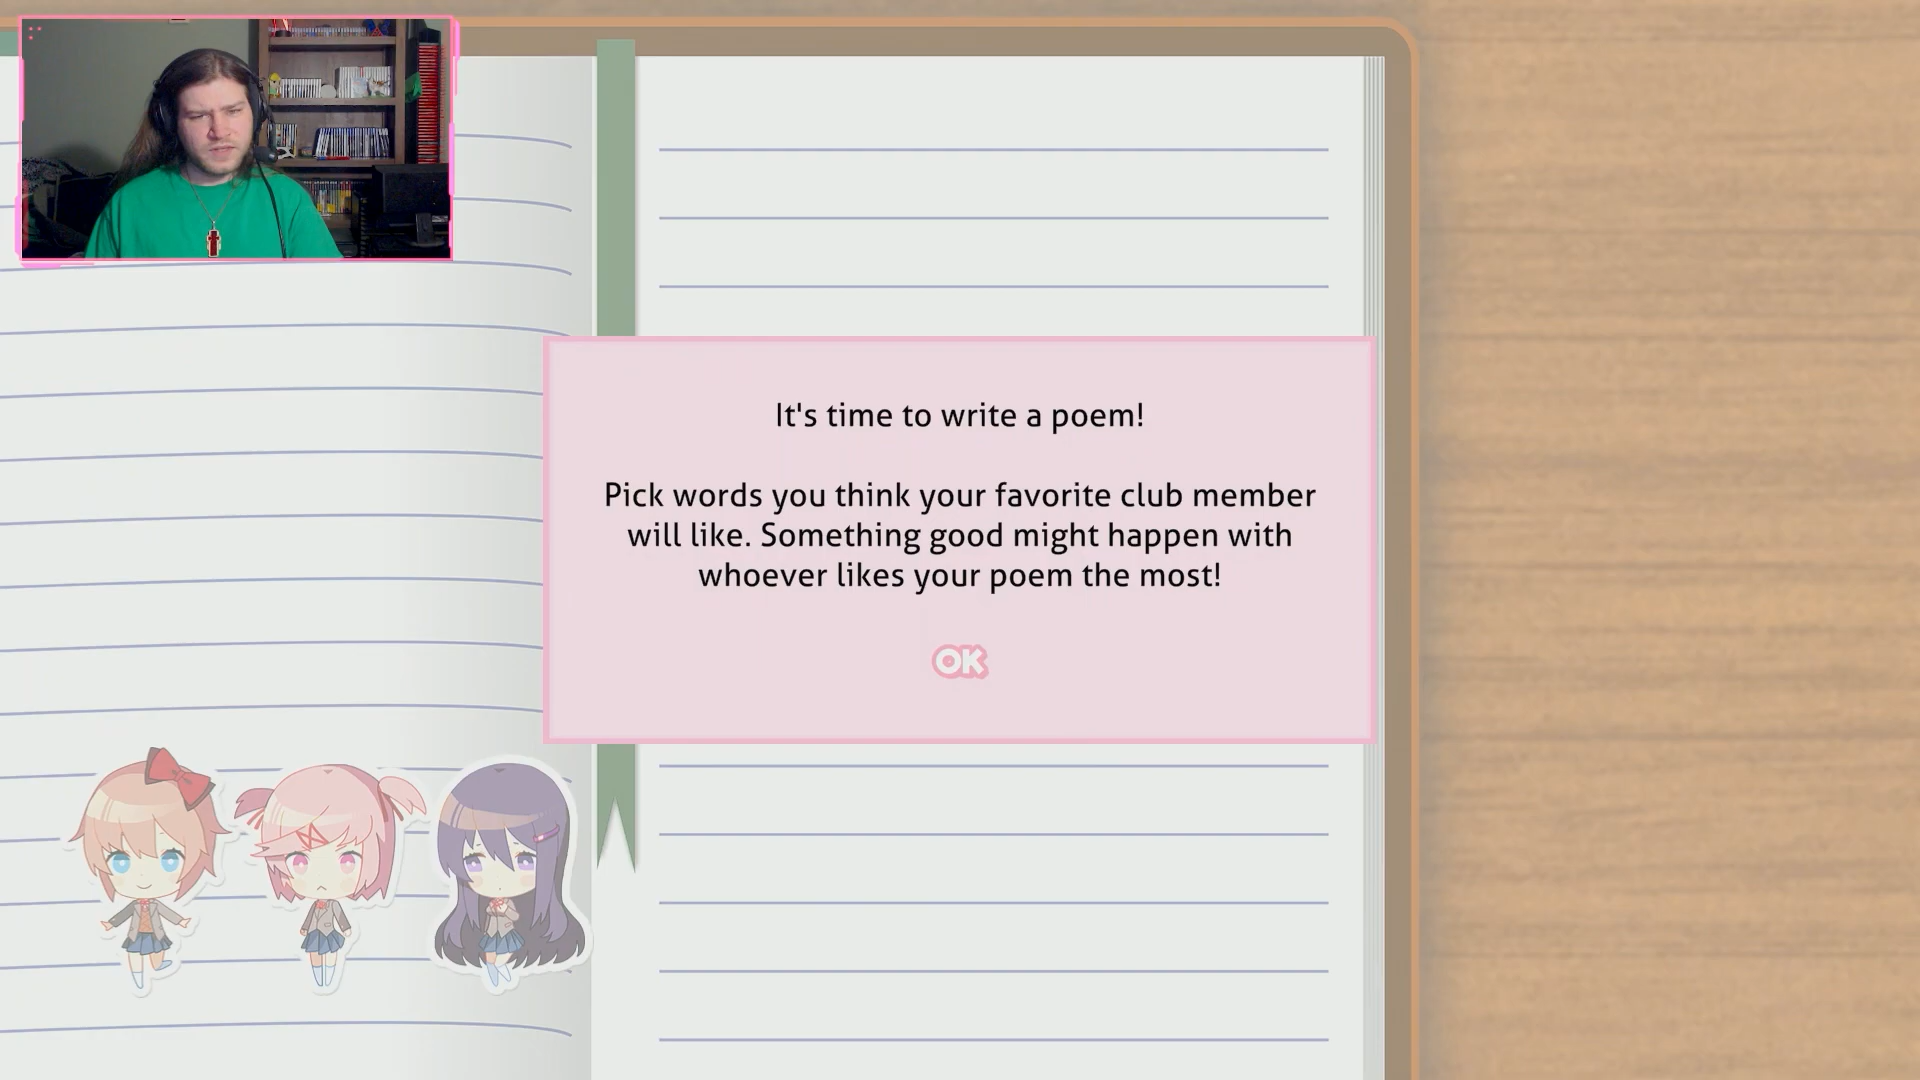 It's time to write a poem!
Pick words you think your favorite club member
will like. Something good might happen with
whoever likes your poem the most!
OK